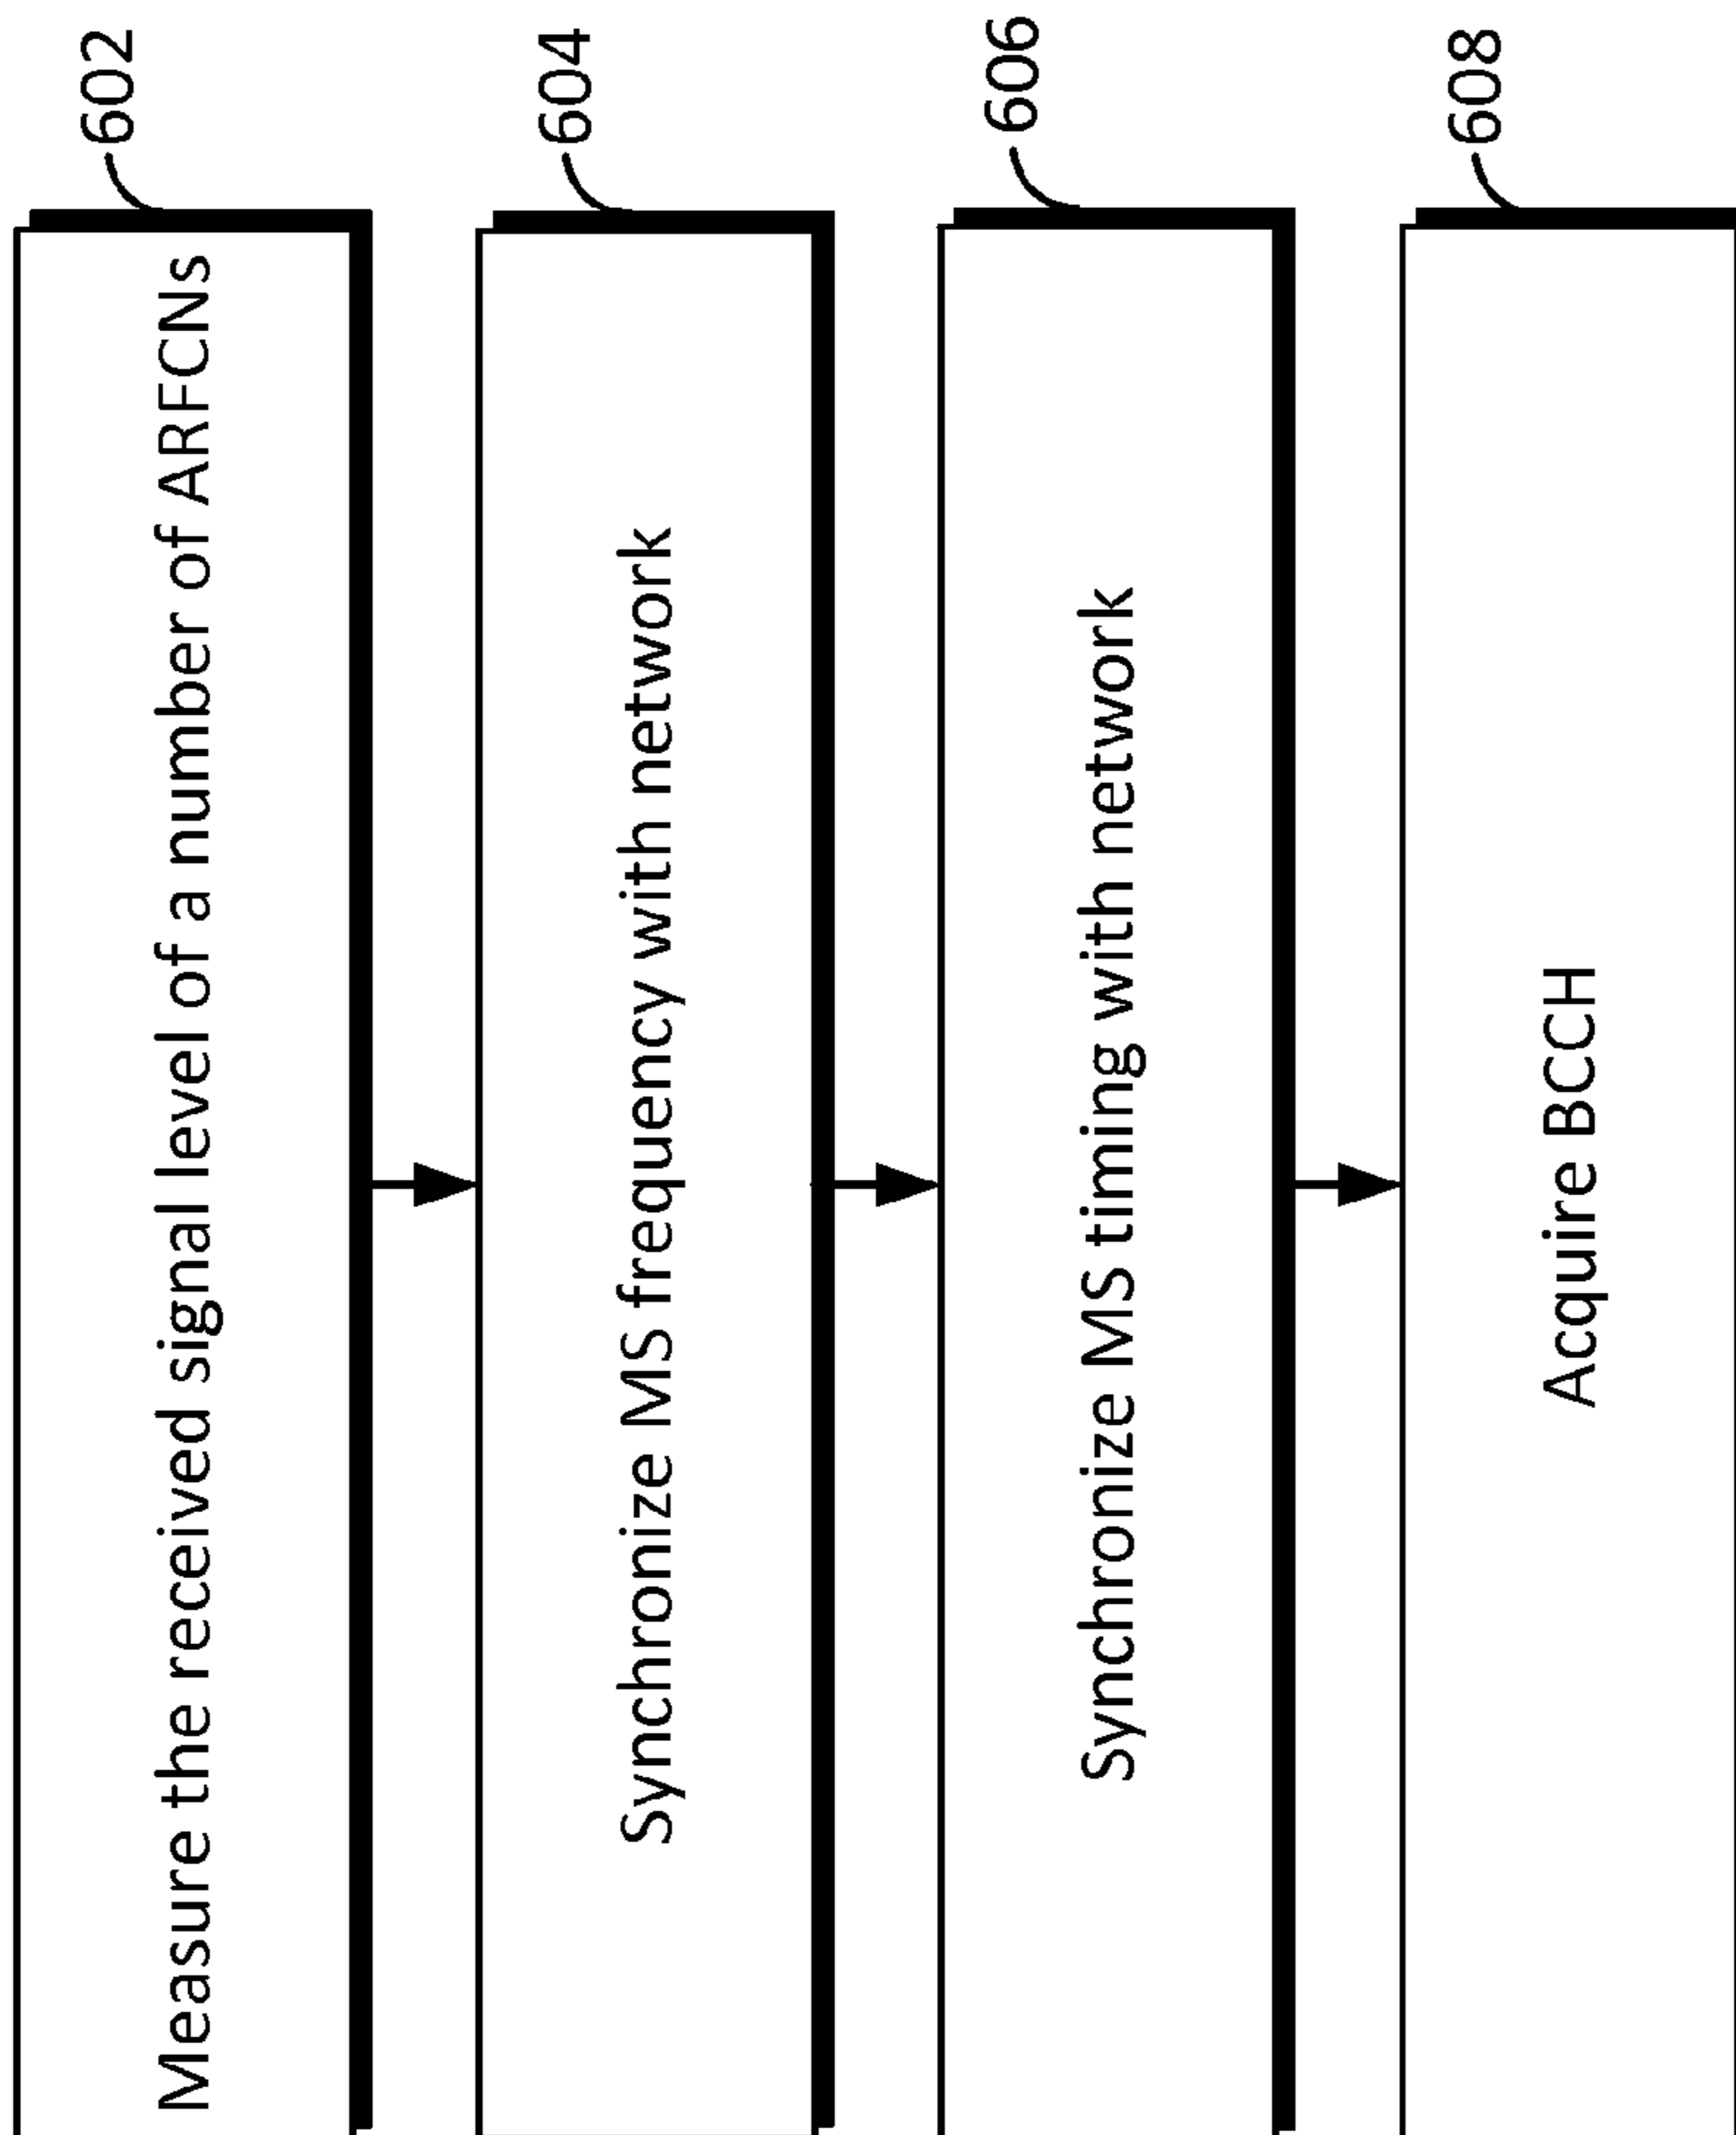 602
Measure the received signal level of a number of ARFCNs
604
Synchronize MS frequency with network
606
Synchronize MS timing with network
608
Acquire BCCH